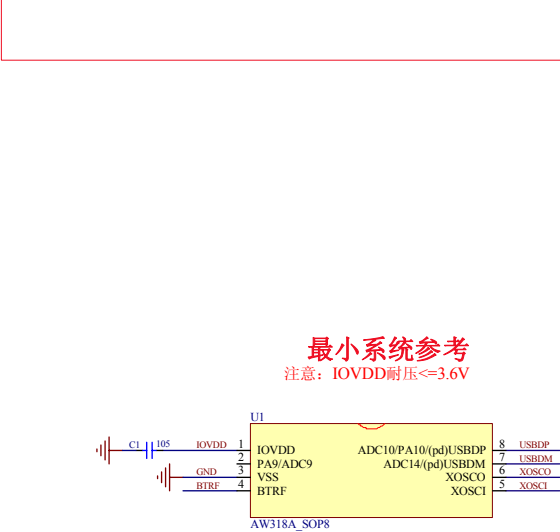 最小系统参考
注意：IOVDD耐压<=3.6V
U1
C1 105 IOVDD 1 IOVDD ADC10/PA10/(pd)USBDP 8 USBDP
2 PA9/ADC9 ADC14/(pd)USBDM 7 USBDM
GND 3 VSS XOSCO 6 XOSCO
BTRF 4 BTRF XOSCI 5 XOSCI
AW318A_SOP8